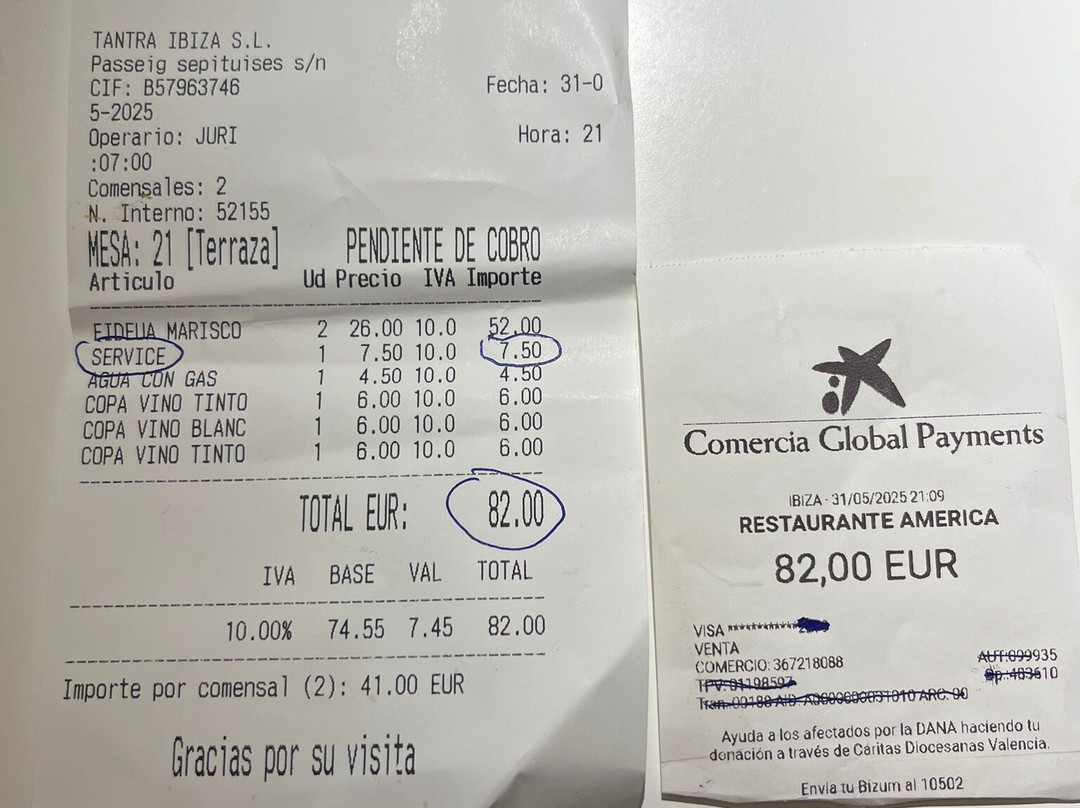 TANTRA IBIZA S.L.
Passeig sepituises s/n
CIF: B57963746 Fecha: 31-0
5-2025
Operario: JURI Hora: 21
:07:00
Comensales: 2
N. Interno: 52155
MESA: 21 [Terraza] PENDIENTE DE COBRO
Articulo Ud Precio IVA Importe
FIDEUA MARISCO 2 26.00 10.0 52.00
SERVICE 1 7.50 10.0 7.50
AGUA CON GAS 1 4.50 10.0 4.50
COPA VINO TINTO 1 6.00 10.0 6.00
COPA VINO BLANC 1 6.00 10.0 6.00
COPA VINO TINTO 1 6.00 10.0 6.00
TOTAL EUR: 82.00
IVA BASE VAL TOTAL
10.00% 74.55 7.45 82.00
Importe por comensal (2): 41.00 EUR
Gracias por su visita
Comercia Global Payments
IBIZA - 31/05/2025 21:09
RESTAURANTE AMERICA
82,00 EUR
VISA ************
VENTA
COMERCIO: 367218088
Ayuda a los afectados por la DANA haciendo tu
donación a través de Cáritas Diocesanas Valencia.
Envía tu Bizum al 10502